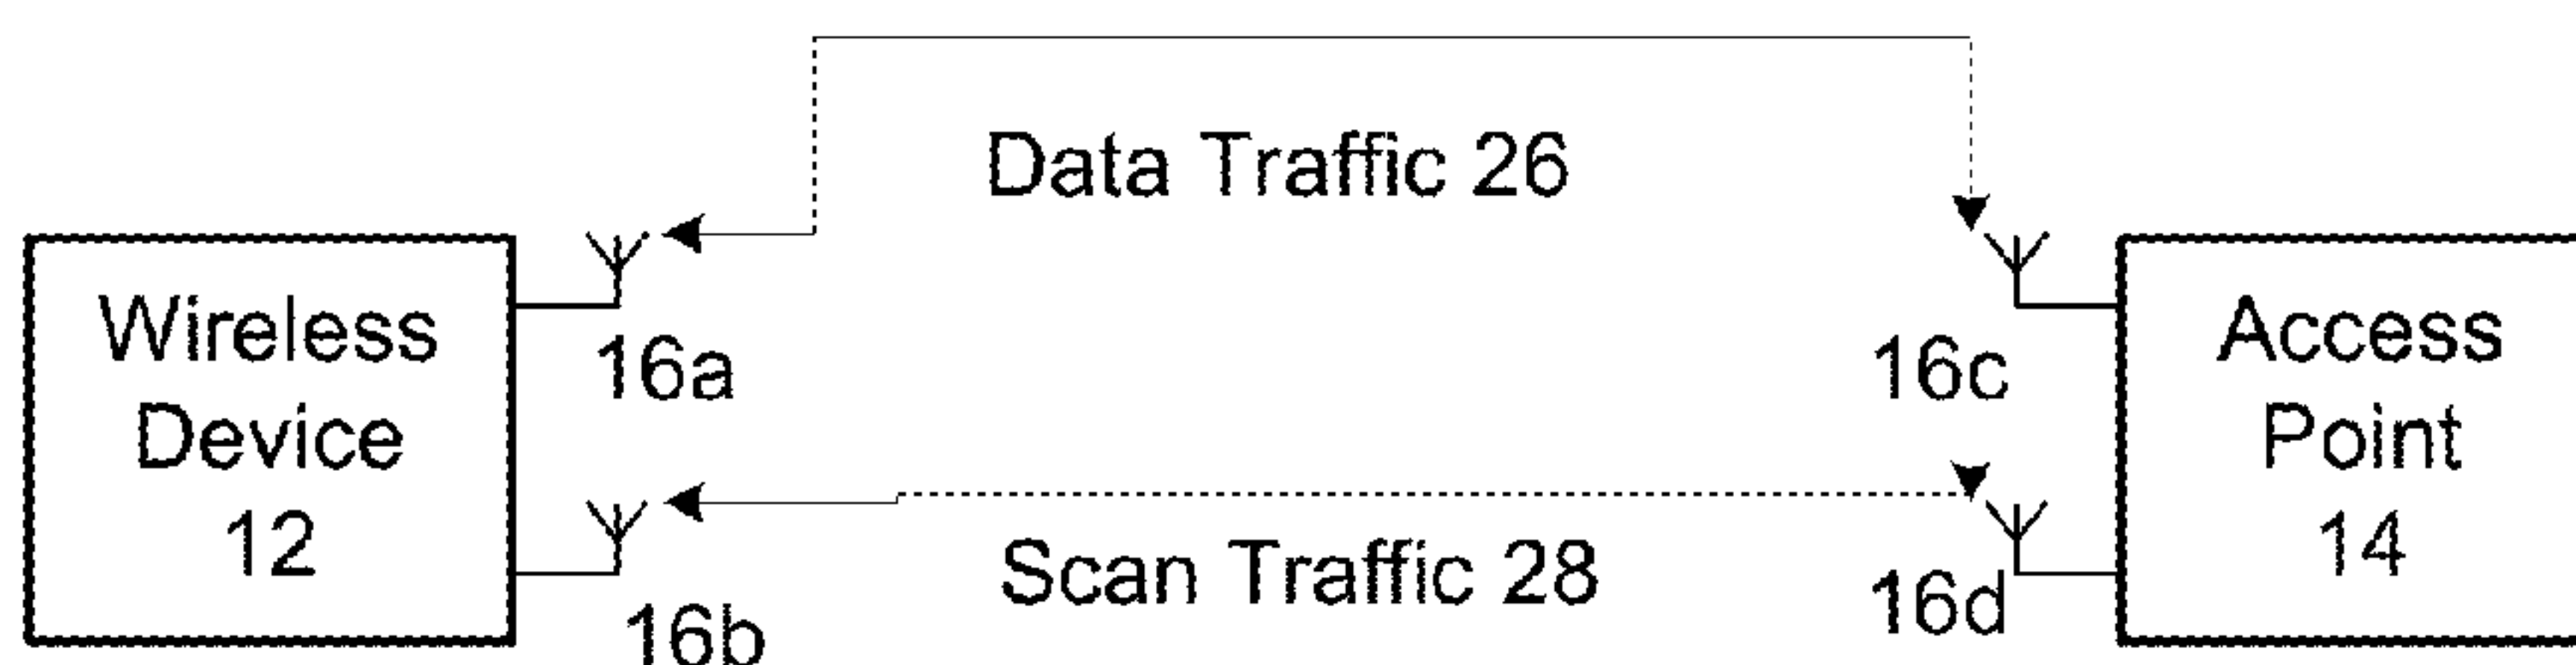 Data Traffic 26
Wireless
Device
12
16a
16b
Scan Traffic 28
16c
16d
Access
Point
14